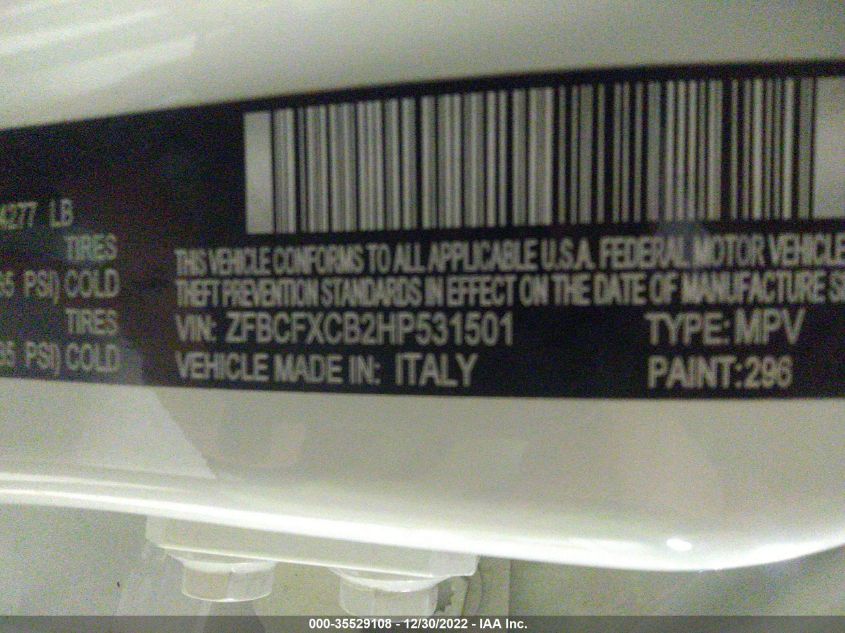 4277 LB
TIRES
35 PSI) COLD
TIRES
35 PSI) COLD
THIS VEHICLE CONFORMS TO ALL APPLICABLE U.S.A. FEDERAL MOTOR VEHICLE
THEFT PREVENTION STANDARDS IN EFFECT ON THE DATE OF MANUFACTURE
VIN: ZFBCFXCB2HP531501 TYPE: MPV
VEHICLE MADE IN: ITALY PAINT:296
000-35529108 - 12/30/2022 - IAA Inc.